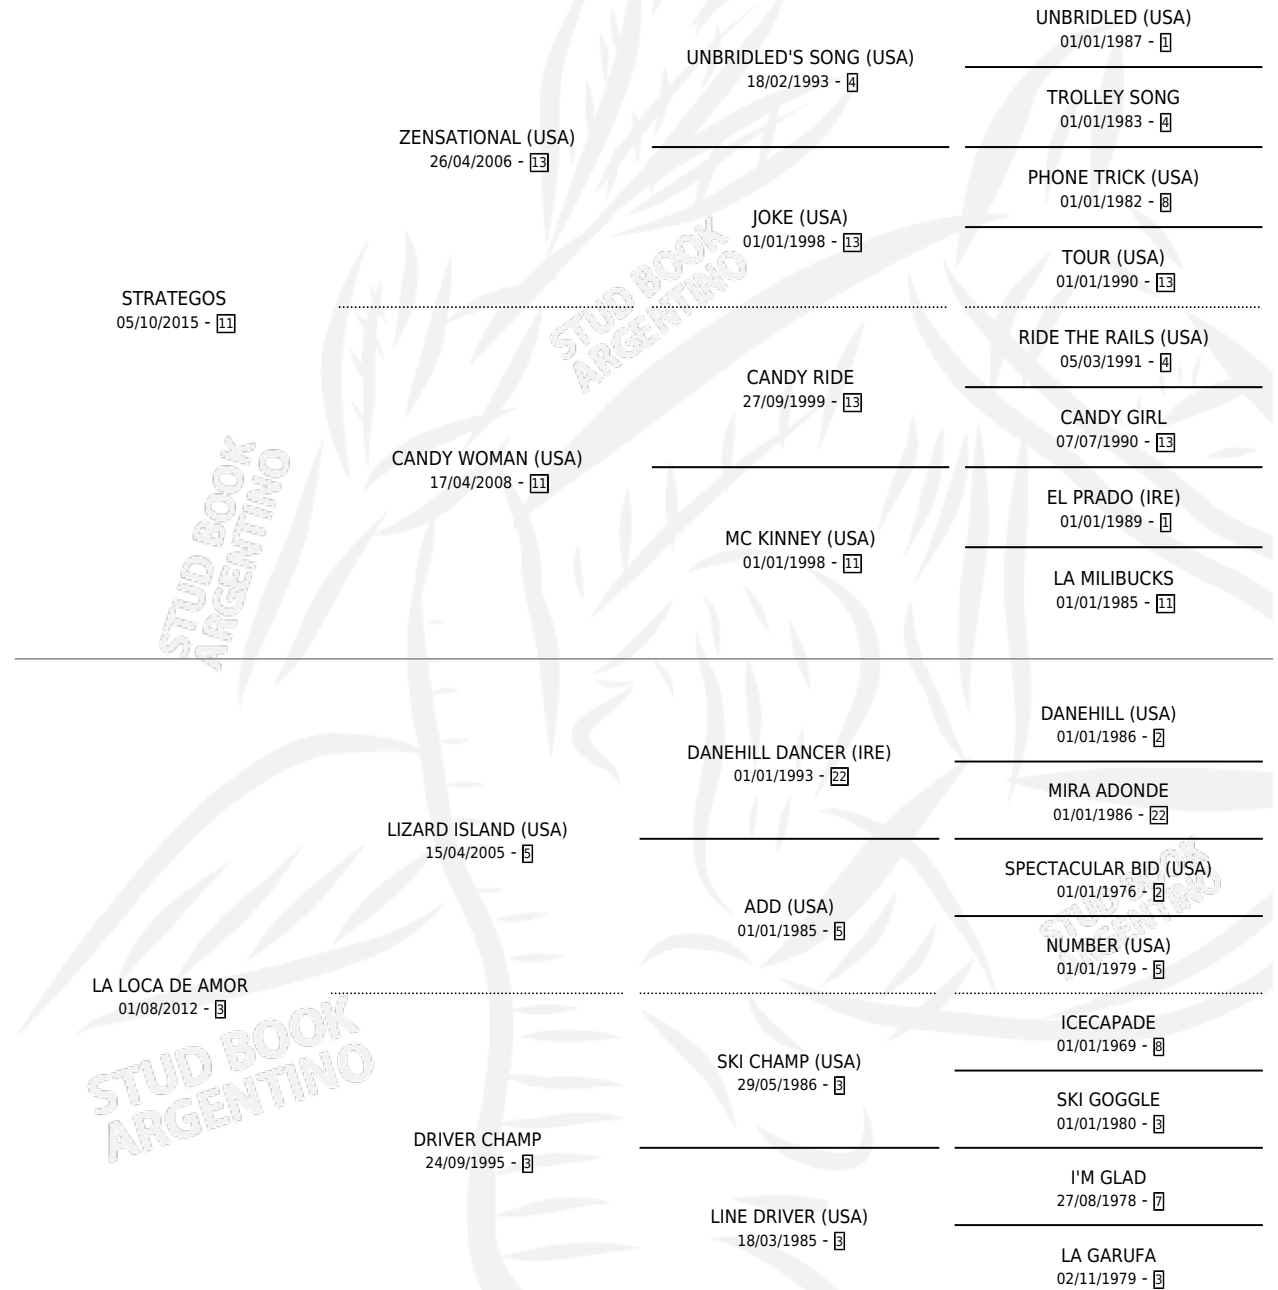 UNBRIDLED (USA)
01/01/1987 - 1
UNBRIDLED'S SONG (USA)
18/02/1993 - 4
TROLLEY SONG
01/01/1983 - 4
ZENSATIONAL (USA)
26/04/2006 - 13
PHONE TRICK (USA)
01/01/1982 - 8
JOKE (USA)
01/01/1998 - 13
TOUR (USA)
01/01/1990 - 13
STRATEGOS
05/10/2015 - 11
RIDE THE RAILS (USA)
05/03/1991 - 4
CANDY RIDE
27/09/1999 - 13
CANDY GIRL
07/07/1990 - 13
CANDY WOMAN (USA)
17/04/2008 - 11
EL PRADO (IRE)
01/01/1989 - 1
MC KINNEY (USA)
01/01/1998 - 11
LA MILIBUCKS
01/01/1985 - 11
STUD BOOK
ARGENTINO
STUD BOOK
ARGENTINO
DANEHILL (USA)
01/01/1986 - 2
DANEHILL DANCER (IRE)
01/01/1993 - 22
MIRA ADONDE
01/01/1986 - 22
LIZARD ISLAND (USA)
15/04/2005 - 5
SPECTACULAR BID (USA)
01/01/1976 - 2
ADD (USA)
01/01/1985 - 5
NUMBER (USA)
01/01/1979 - 5
LA LOCA DE AMOR
01/08/2012 - 3
ICECAPADE
01/01/1969 - 8
SKI CHAMP (USA)
29/05/1986 - 3
SKI GOGGLE
01/01/1980 - 3
DRIVER CHAMP
24/09/1995 - 3
I'M GLAD
27/08/1978 - 7
LINE DRIVER (USA)
18/03/1985 - 3
LA GARUFA
02/11/1979 - 3
STUD BOOK
ARGENTINO
STUD BOOK
ARGENTINO